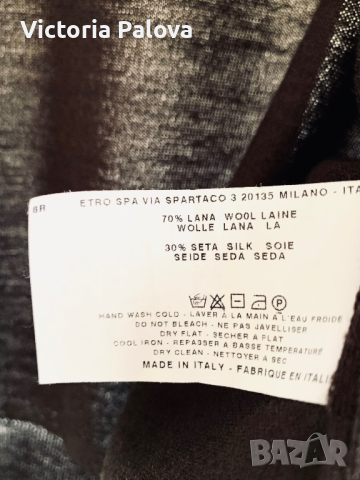 Victoria Palova
BR
ETRO SPA VIA SPARTACO 3 20135 MILANO - ITA
70% LANA WOOL LAINE
WOLLE LANA LA
30% SETA SILK SOIE
SEIDE SEDA SEDA
P
HAND WASH COLD - LAVER A LA MAIN A L'EAU FROIDE
DO NOT BLEACH - NE PAS JAVELLISER
DRY FLAT - SECHER A PLAT
COOL IRON - REPASSER A BASSE TEMPERATURE
DRY CLEAN - NETTOYER A SEC
MADE IN ITALY - FABRIQUE EN ITALI
BAZAR